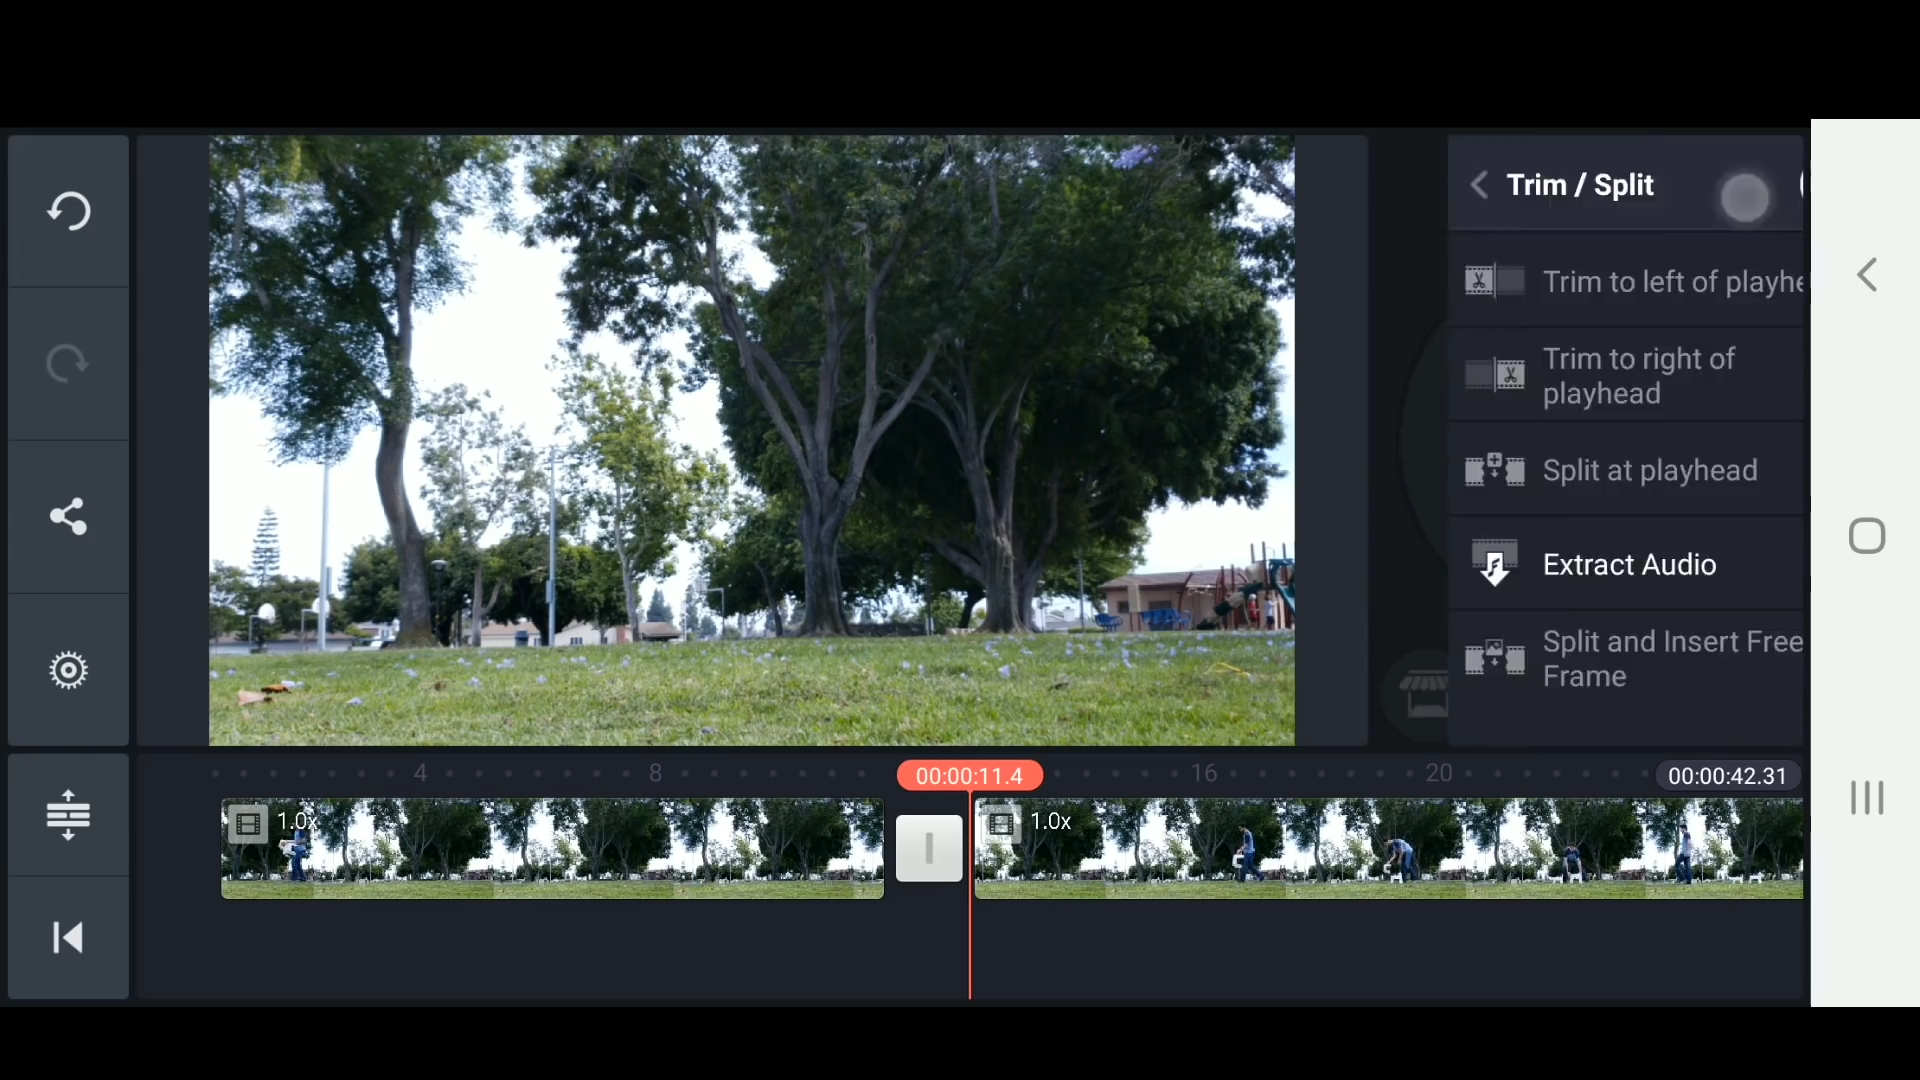 Trim / Split
Trim to left of playhe
Trim to right of
playhead
Split at playhead
Extract Audio
Split and Insert Free
Frame
4
8
00:00:11.4
16
20
00:00:42.31
1.0x
1.0x